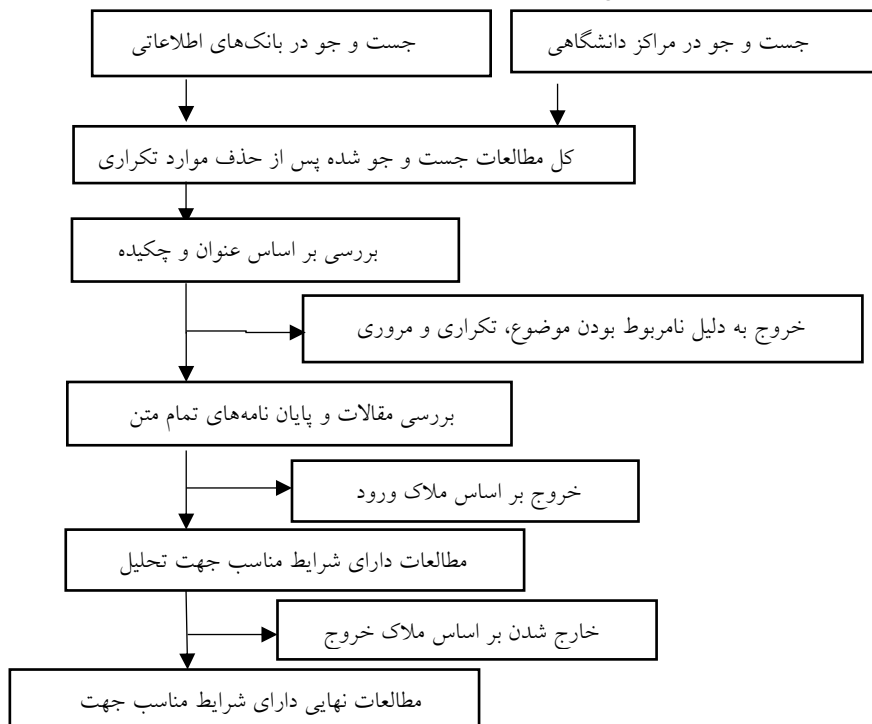 جست و جو در مراکز دانشگاهی
جست و جو در بانک‌های اطلاعاتی
کل مطالعات جست و جو شده پس از حذف موارد تکراری
بررسی بر اساس عنوان و چکیده
خروج به دلیل نامربوط بودن موضوع، تکراری و مروری
بررسی مقالات و پایان نامه‌های تمام متن
خروج بر اساس ملاک ورود
مطالعات دارای شرایط مناسب جهت تحلیل
خارج شدن بر اساس ملاک خروج
مطالعات نهایی دارای شرایط مناسب جهت